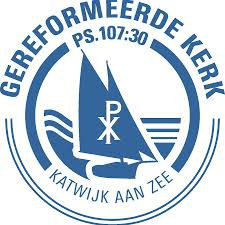 GEREFORMEERDE KERK
PS.107:30
KATWIJK AAN ZEE